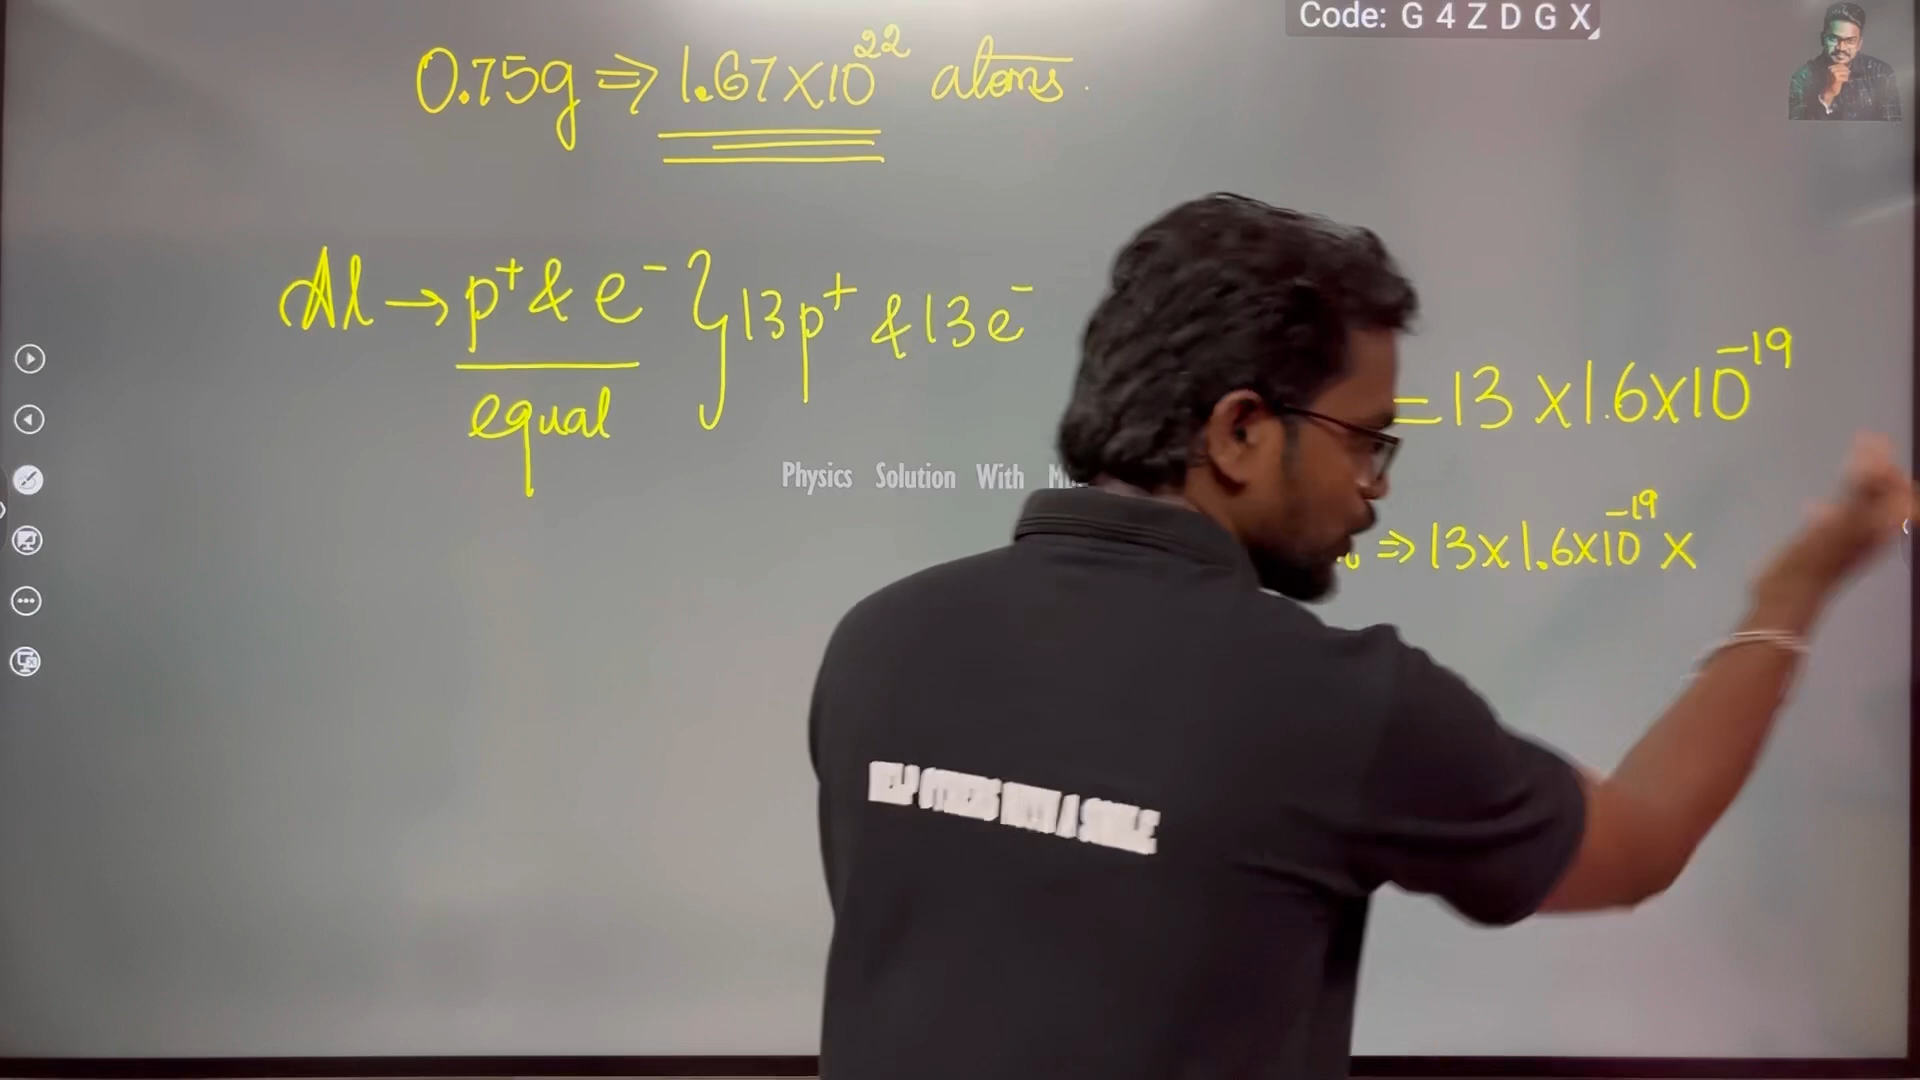 Code: G 4 Z D G X
0.75g ⇒ 1.67×10²² atoms.
Al → p⁺ & e⁻ } 13p⁺ & 13e⁻
equal
= 13 × 1.6×10⁻¹⁹
Physics Solution With
⇒ 13×1.6×10⁻¹⁹ ×